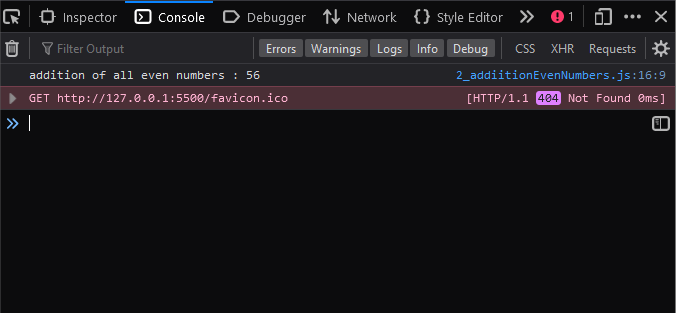 Inspector Console Debugger Network Style Editor 1
Filter Output Errors Warnings Logs Info Debug CSS XHR Requests
addition of all even numbers : 56 2_addiitionEvenNumbers.js:16:9
GET http://127.0.0.1:5500/favicon.ico [HTTP/1.1 404 Not Found 0ms]